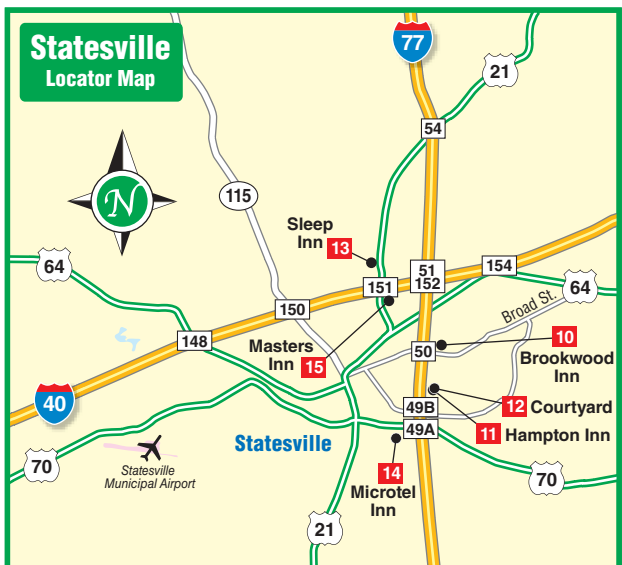 Statesville
Locator Map
77
21
54
N
115
Sleep
Inn 13
64
151
51
152
154
64
150
Broad St.
148
Masters
Inn 15
50
10
Brookwood
Inn
40
49B
12 Courtyard
49A
11 Hampton Inn
Statesville
70
Statesville
Municipal Airport
14
Microtel
Inn
70
21